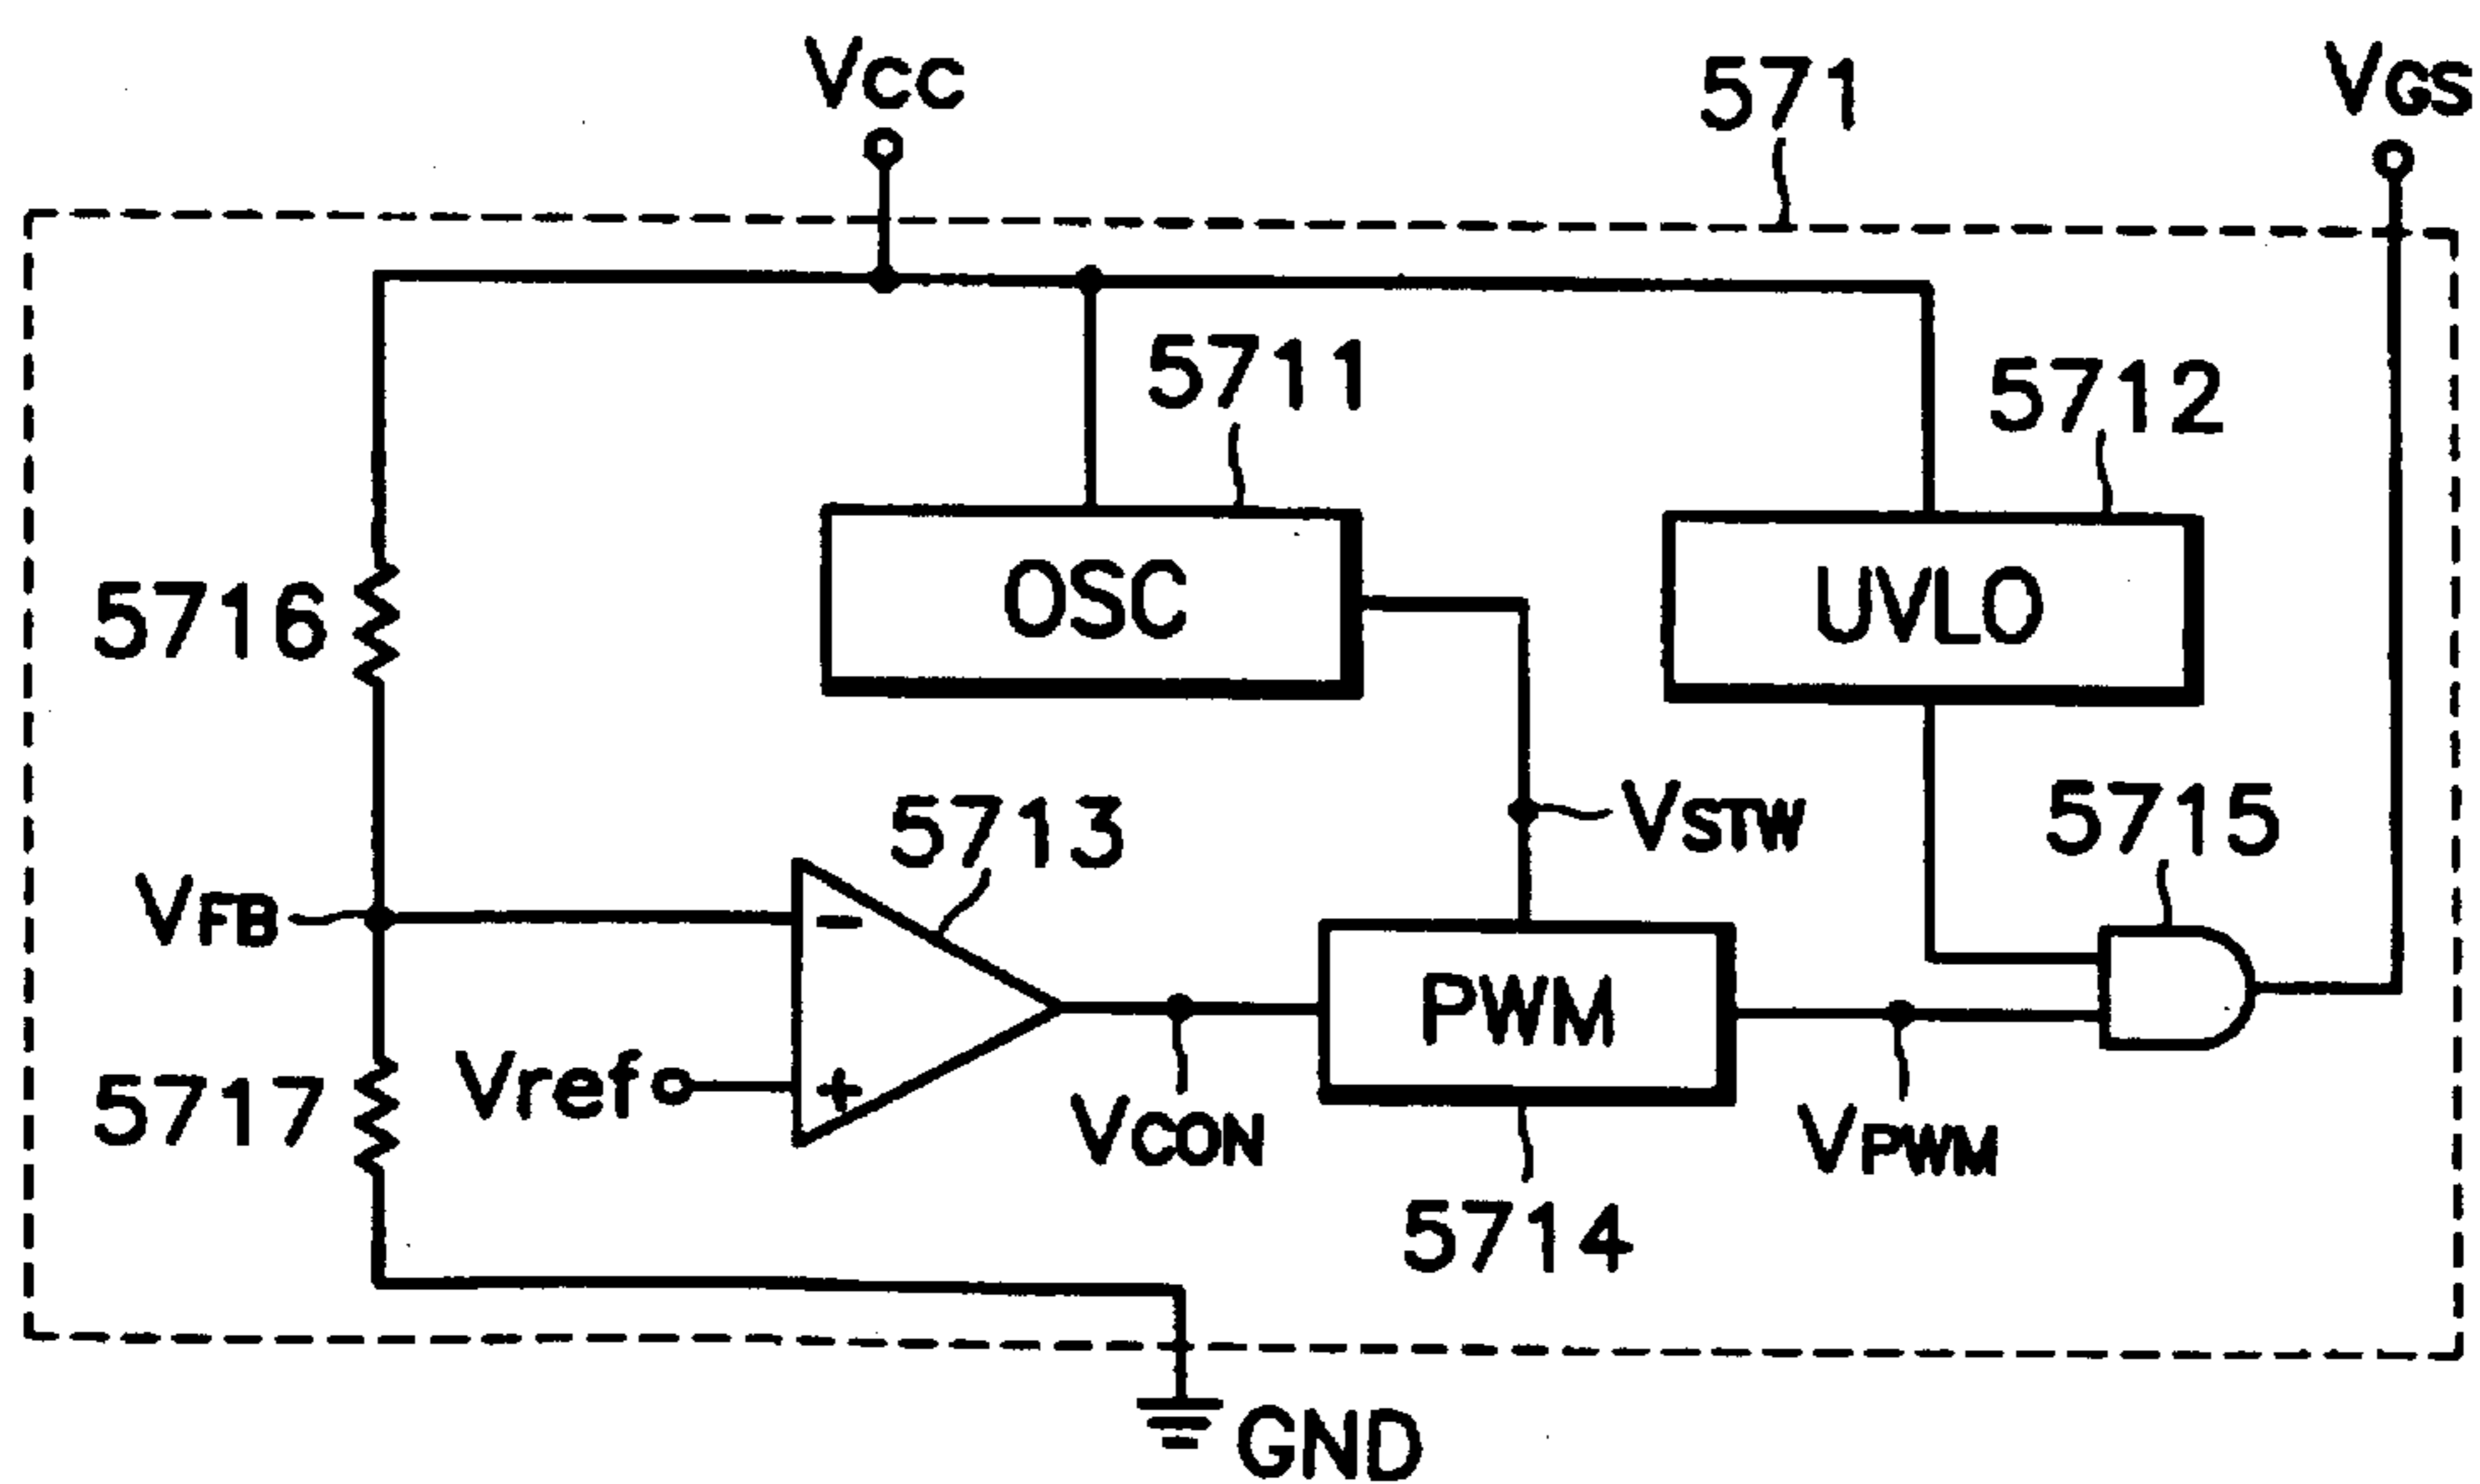 VCC
571
VGS
5711
5712
OSC
UVLO
5716
5713
VSTW
5715
VFB
-
PWM
Vref
+
5717
VCON
VPWM
5714
GND